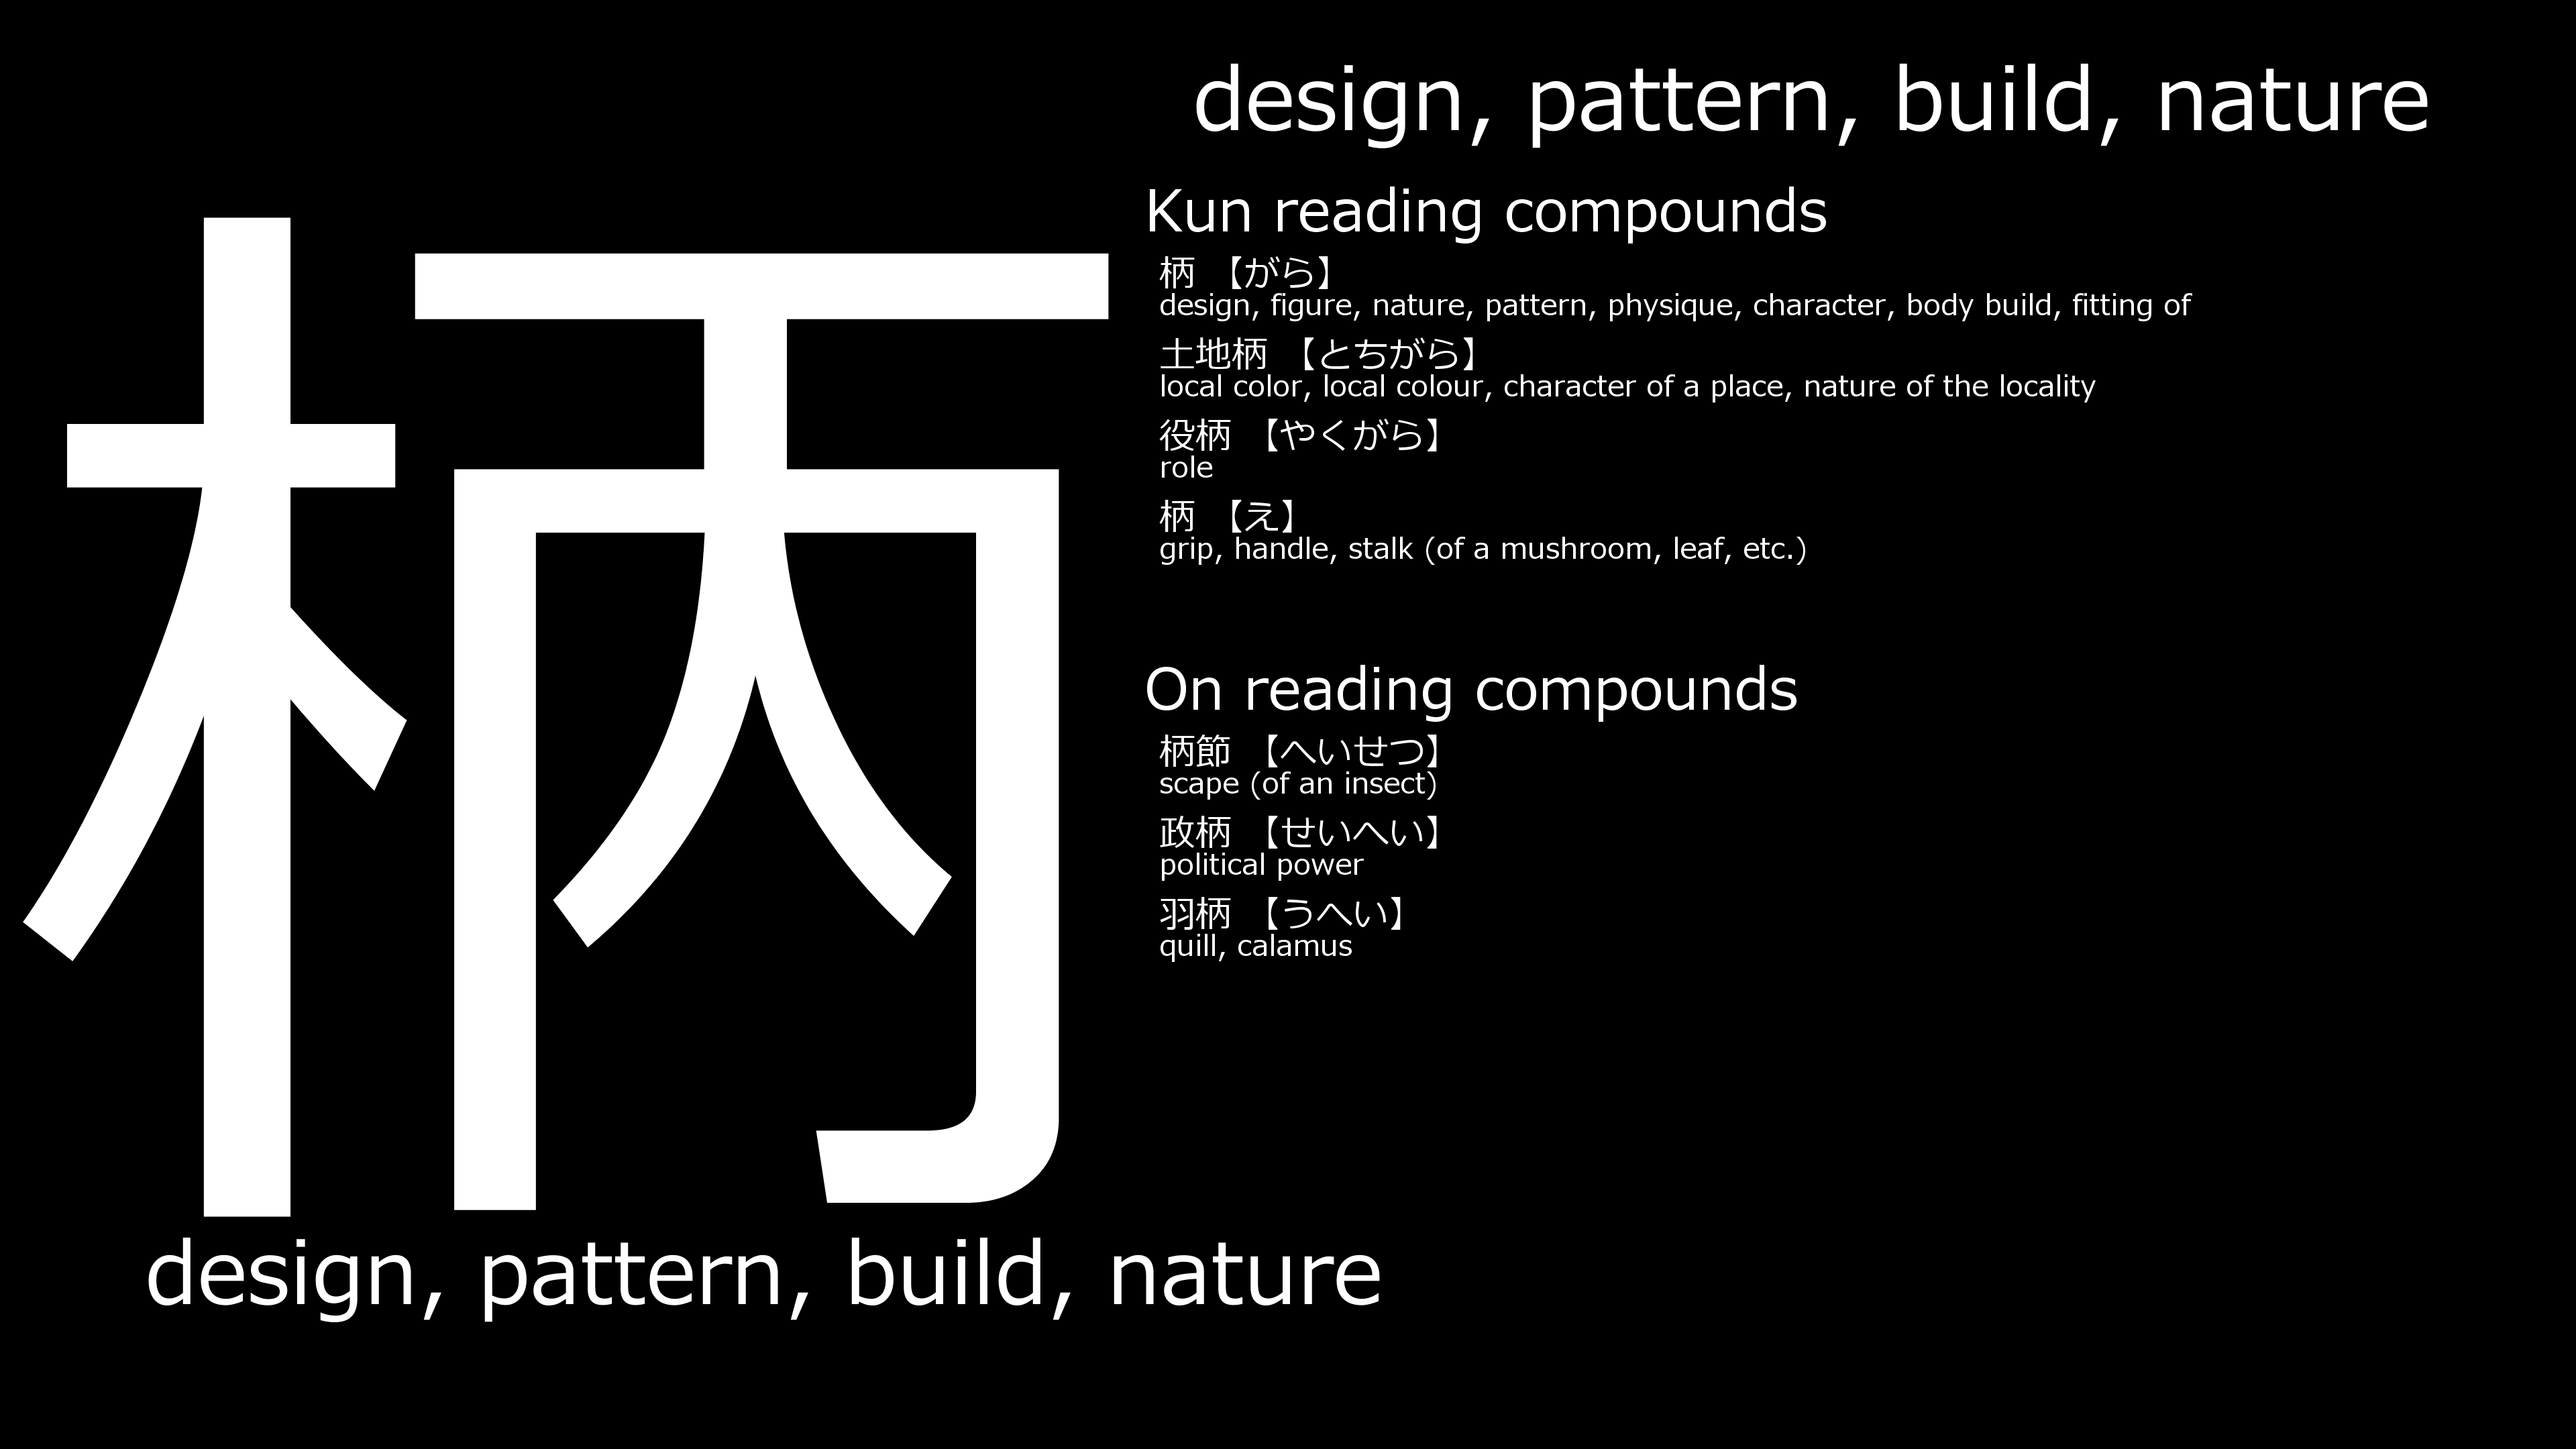 柄
design, pattern, build, nature
design, pattern, build, nature
Kun reading compounds
柄 【がら】
design, figure, nature, pattern, physique, character, body build, fitting of
土地柄 【とちがら】
local color, local colour, character of a place, nature of the locality
役柄 【やくがら】
role
柄 【え】
grip, handle, stalk (of a mushroom, leaf, etc.)
On reading compounds
柄節 【へいせつ】
scape (of an insect)
政柄 【せいへい】
political power
羽柄 【うへい】
quill, calamus